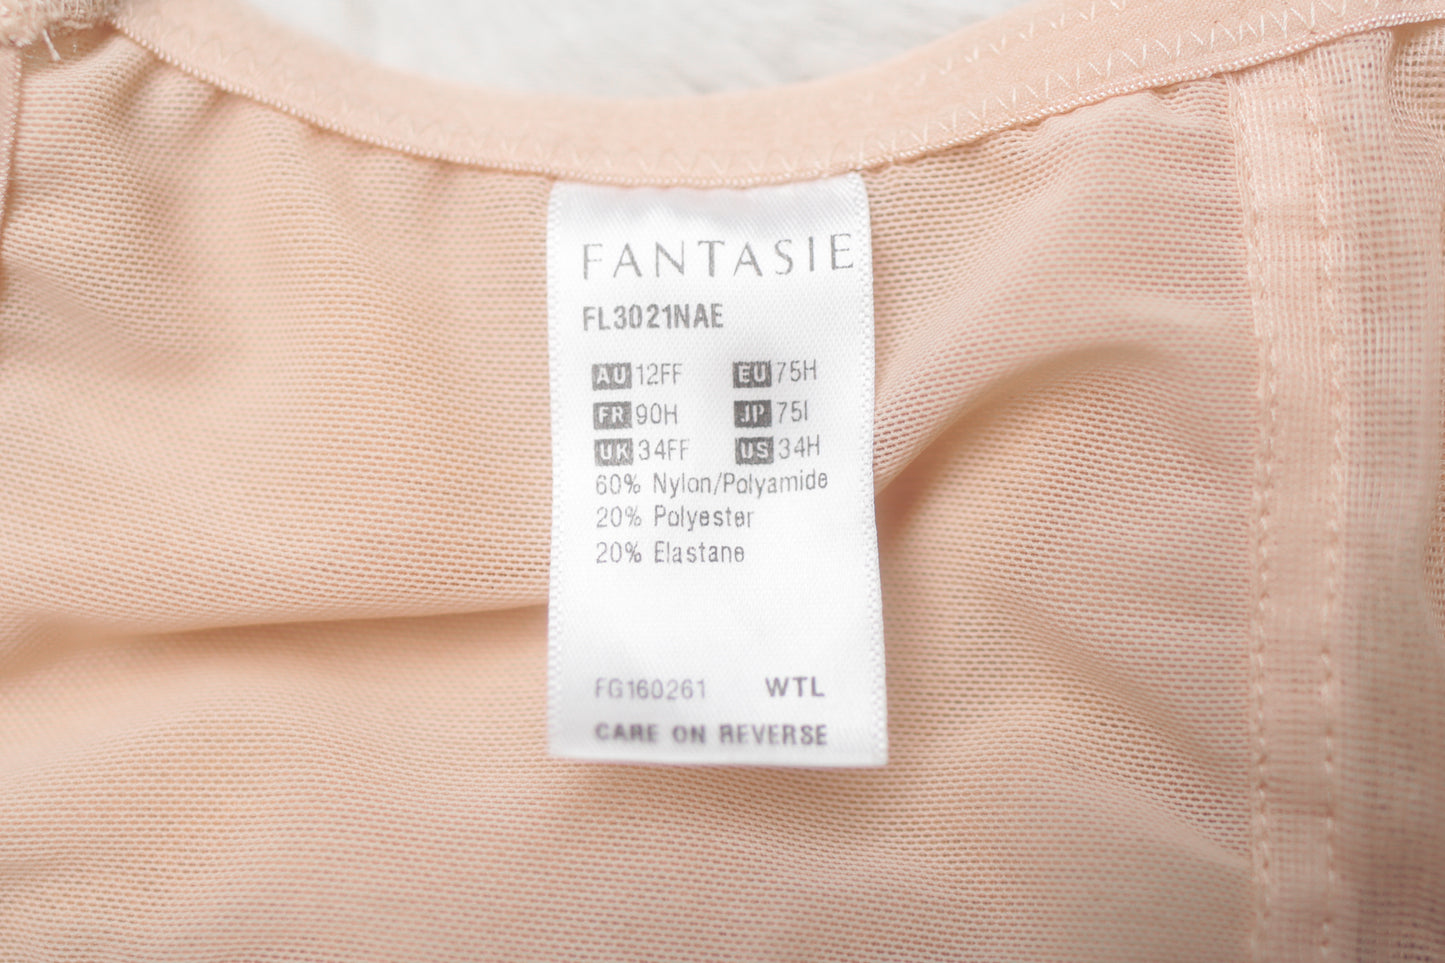 FANTASIE
FL3021NAE
AU 12FF EU 75H
FR 90H JP 75I
UK 34FF US 34H
60% Nylon/Polyamide
20% Polyester
20% Elastane
FG160261 WTL
CARE ON REVERSE